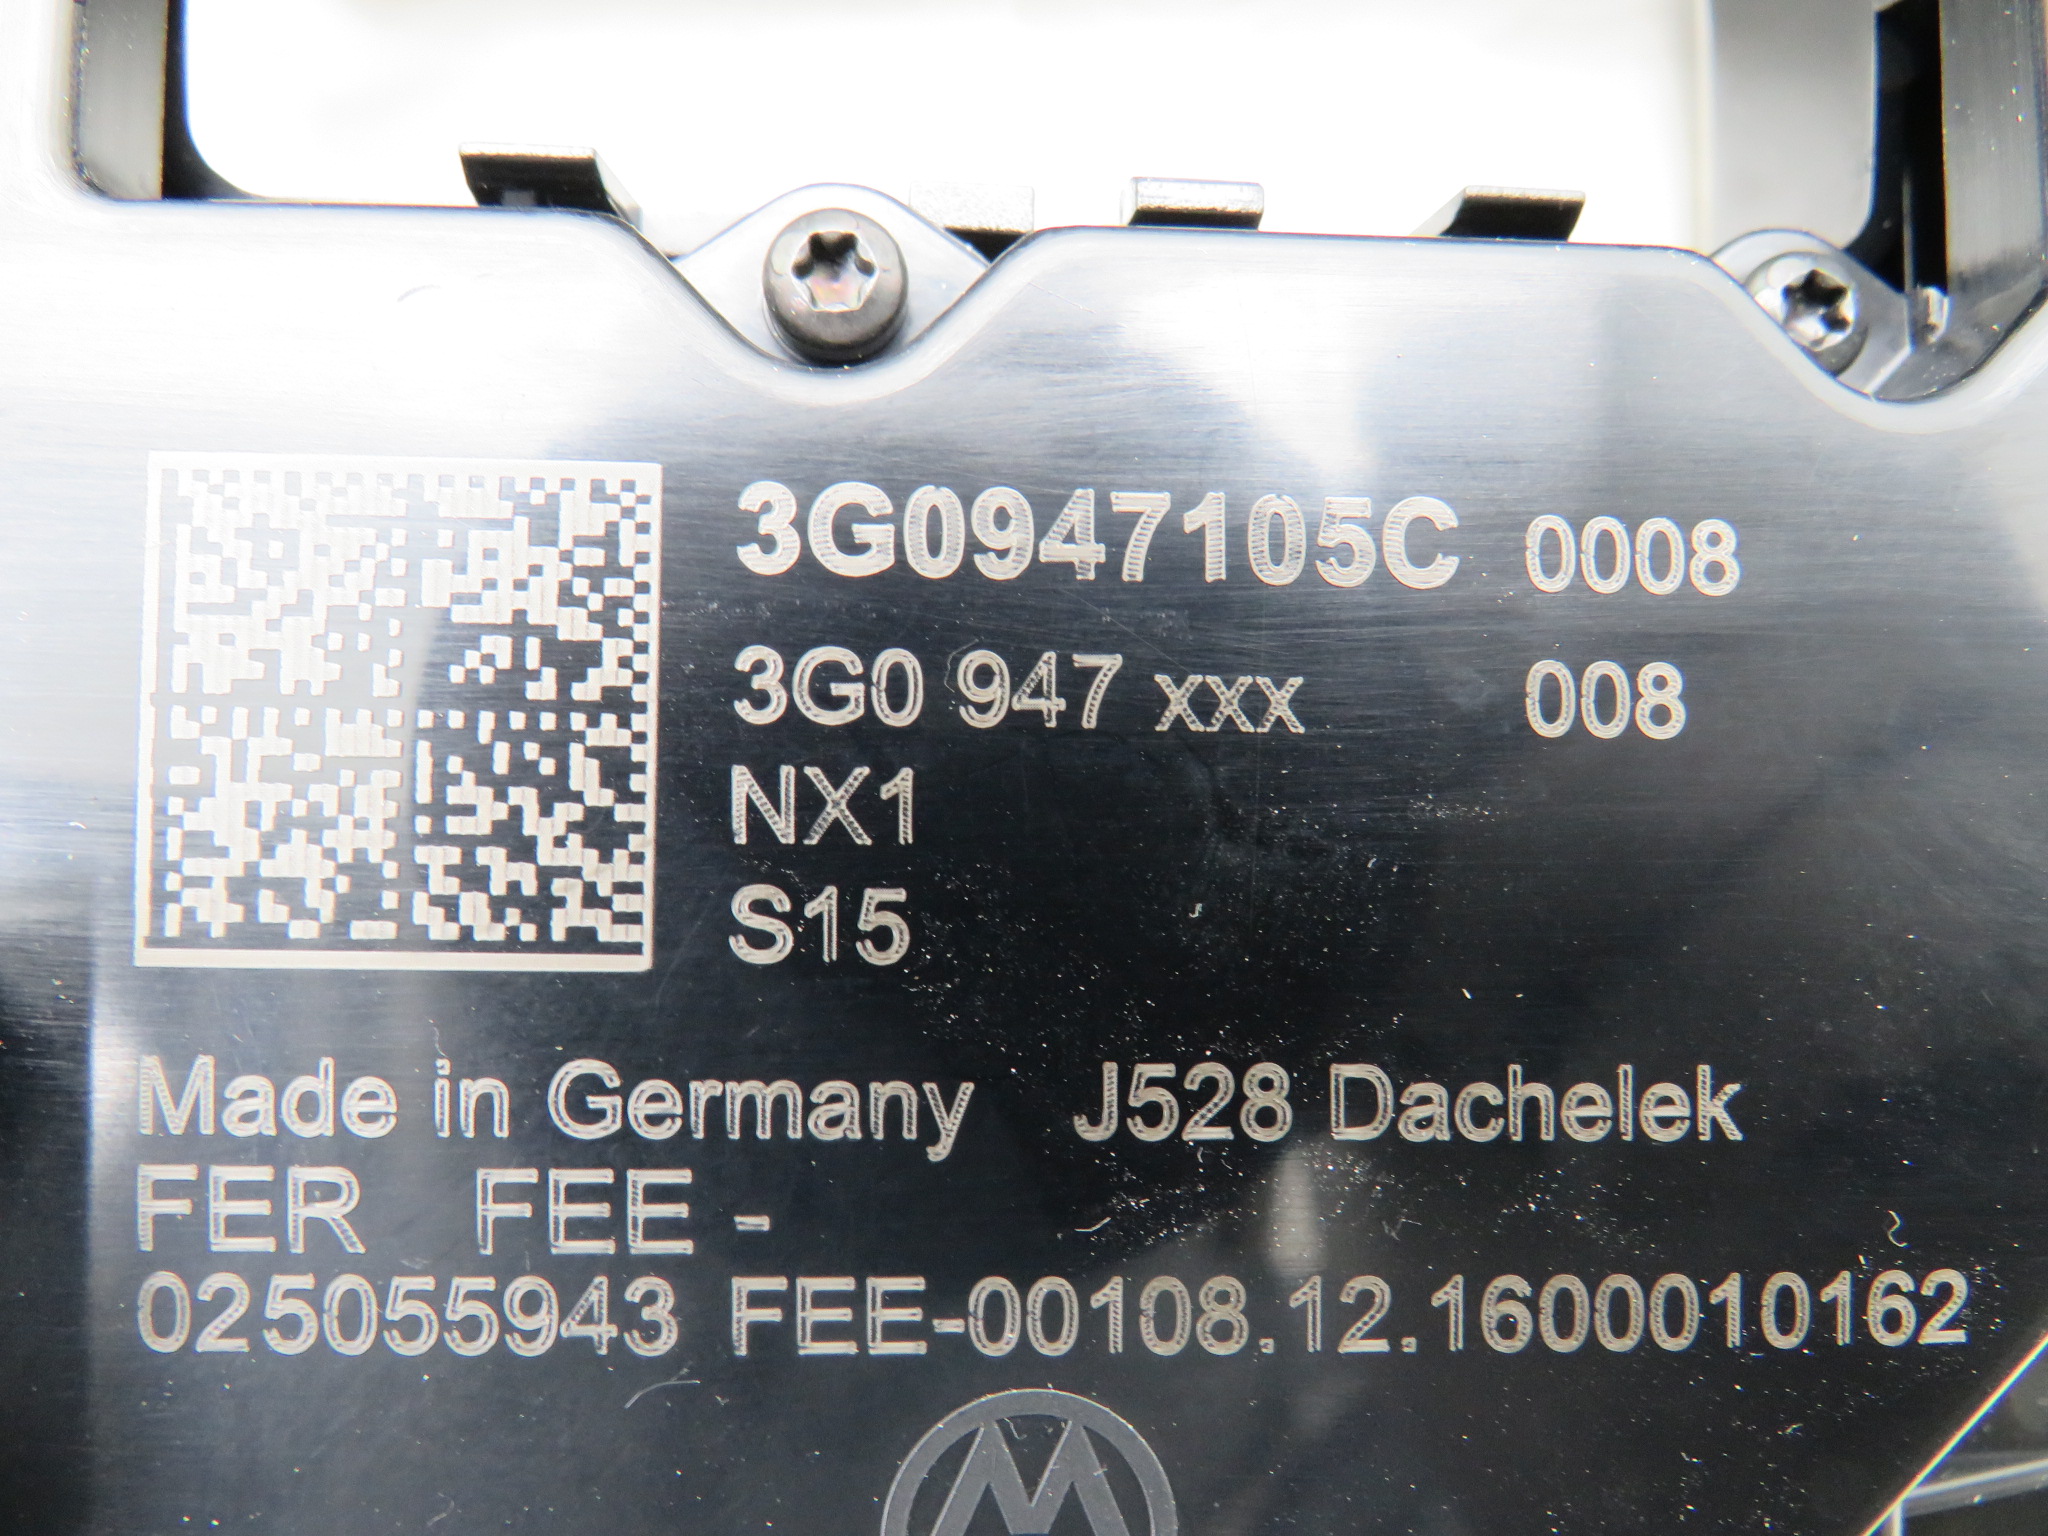 3G0947105C 0008
3G0 947 xxx 008
NX1
S15
Made in Germany J528 Dachelek
FER FEE -
025055943 FEE-00108.12.1600010162